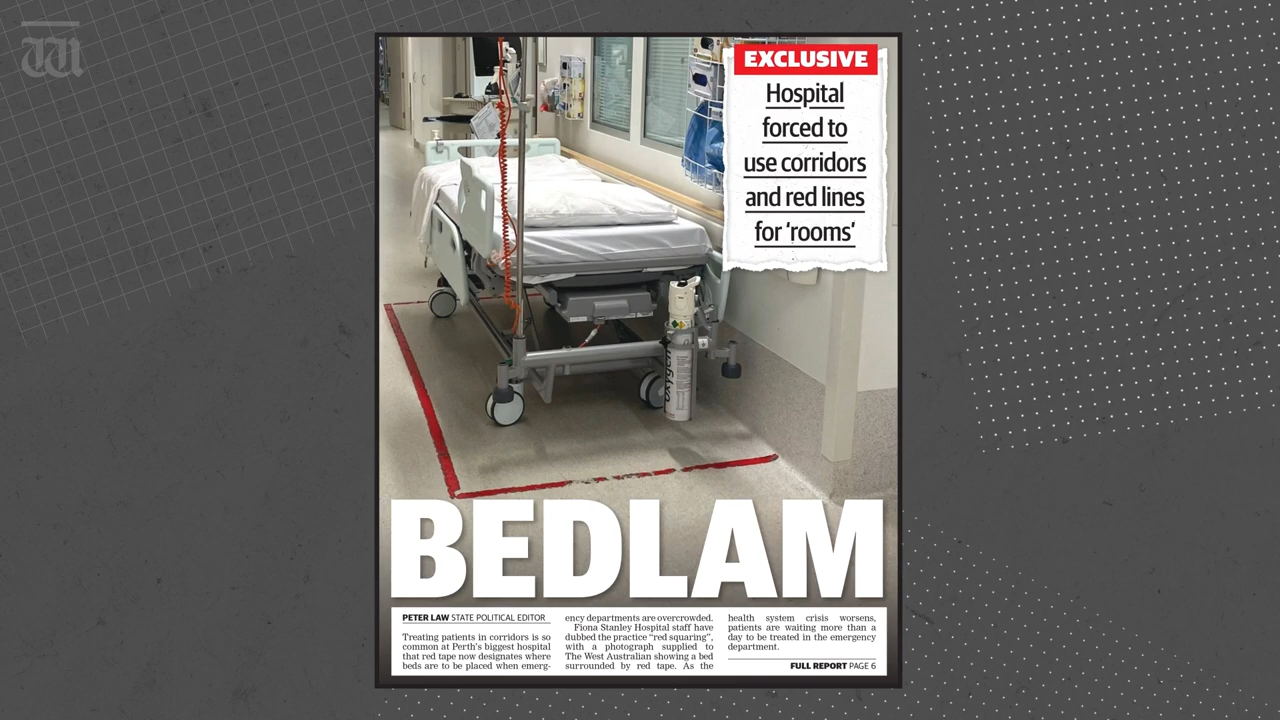 W
EXCLUSIVE
Hospital
forced to
use corridors
and red lines
for ‘rooms’
oxygen
BEDLAM
PETER LAW STATE POLITICAL EDITOR
Treating patients in corridors is so
common at Perth’s biggest hospital
that red tape now designates where
beds are to be placed when emerg-
ency departments are overcrowded.
Fiona Stanley Hospital staff have
dubbed the practice “red squaring”,
with a photograph supplied to
The West Australian showing a bed
surrounded by red tape. As the
health system crisis worsens,
patients are waiting more than a
day to be treated in the emergency
department.
FULL REPORT PAGE 6